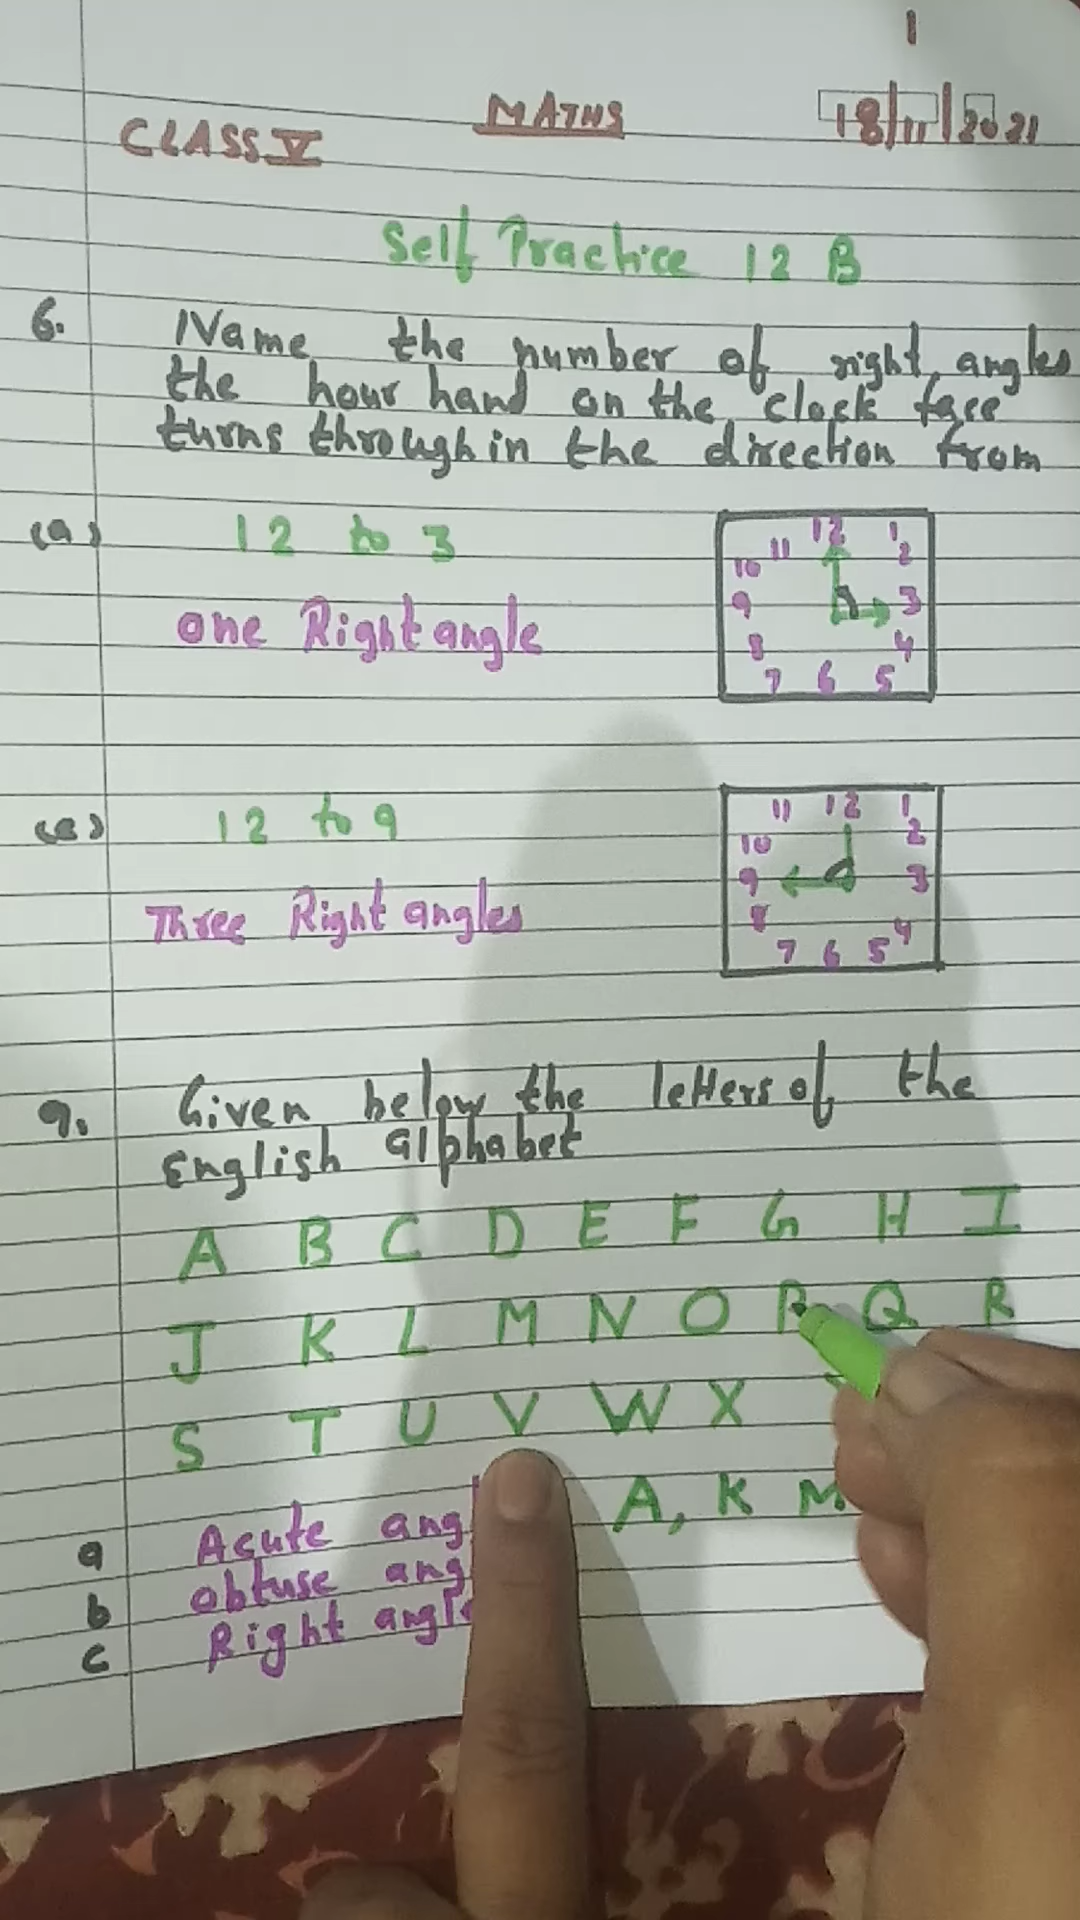 1
CLASS V MATHS 18/11/2021
Self Practice 12 B
6. Name the number of right angles
the hour hand on the clock face
turns through in the direction from
(a) 12 to 3
12 1 2 3 4 5 6 7 8 9 10 11
one Right angle
12 to 9
12 1 2 3 4 5 6 7 8 9 10 11
Three Right angles
9. Given below the letters of the
English alphabet
A B C D E F G H I
J K L M N O P Q R
S T U V W X
a Acute ang A, K M
b obtuse ang
c Right angle